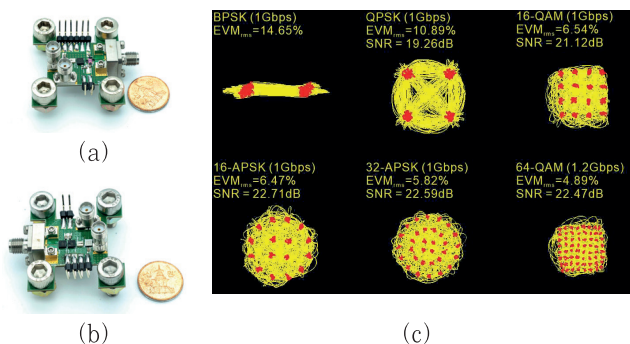 (a)
(b)
BPSK (1Gbps)
EVMrms=14.65%
QPSK (1Gbps)
EVMrms=10.89%
SNR = 19.26dB
16-QAM (1Gbps)
EVMrms=6.54%
SNR = 21.12dB
16-APSK (1Gbps)
EVMrms=6.47%
SNR = 22.71dB
32-APSK (1Gbps)
EVMrms=5.82%
SNR = 22.59dB
64-QAM (1.2Gbps)
EVMrms=4.89%
SNR = 22.47dB
(c)